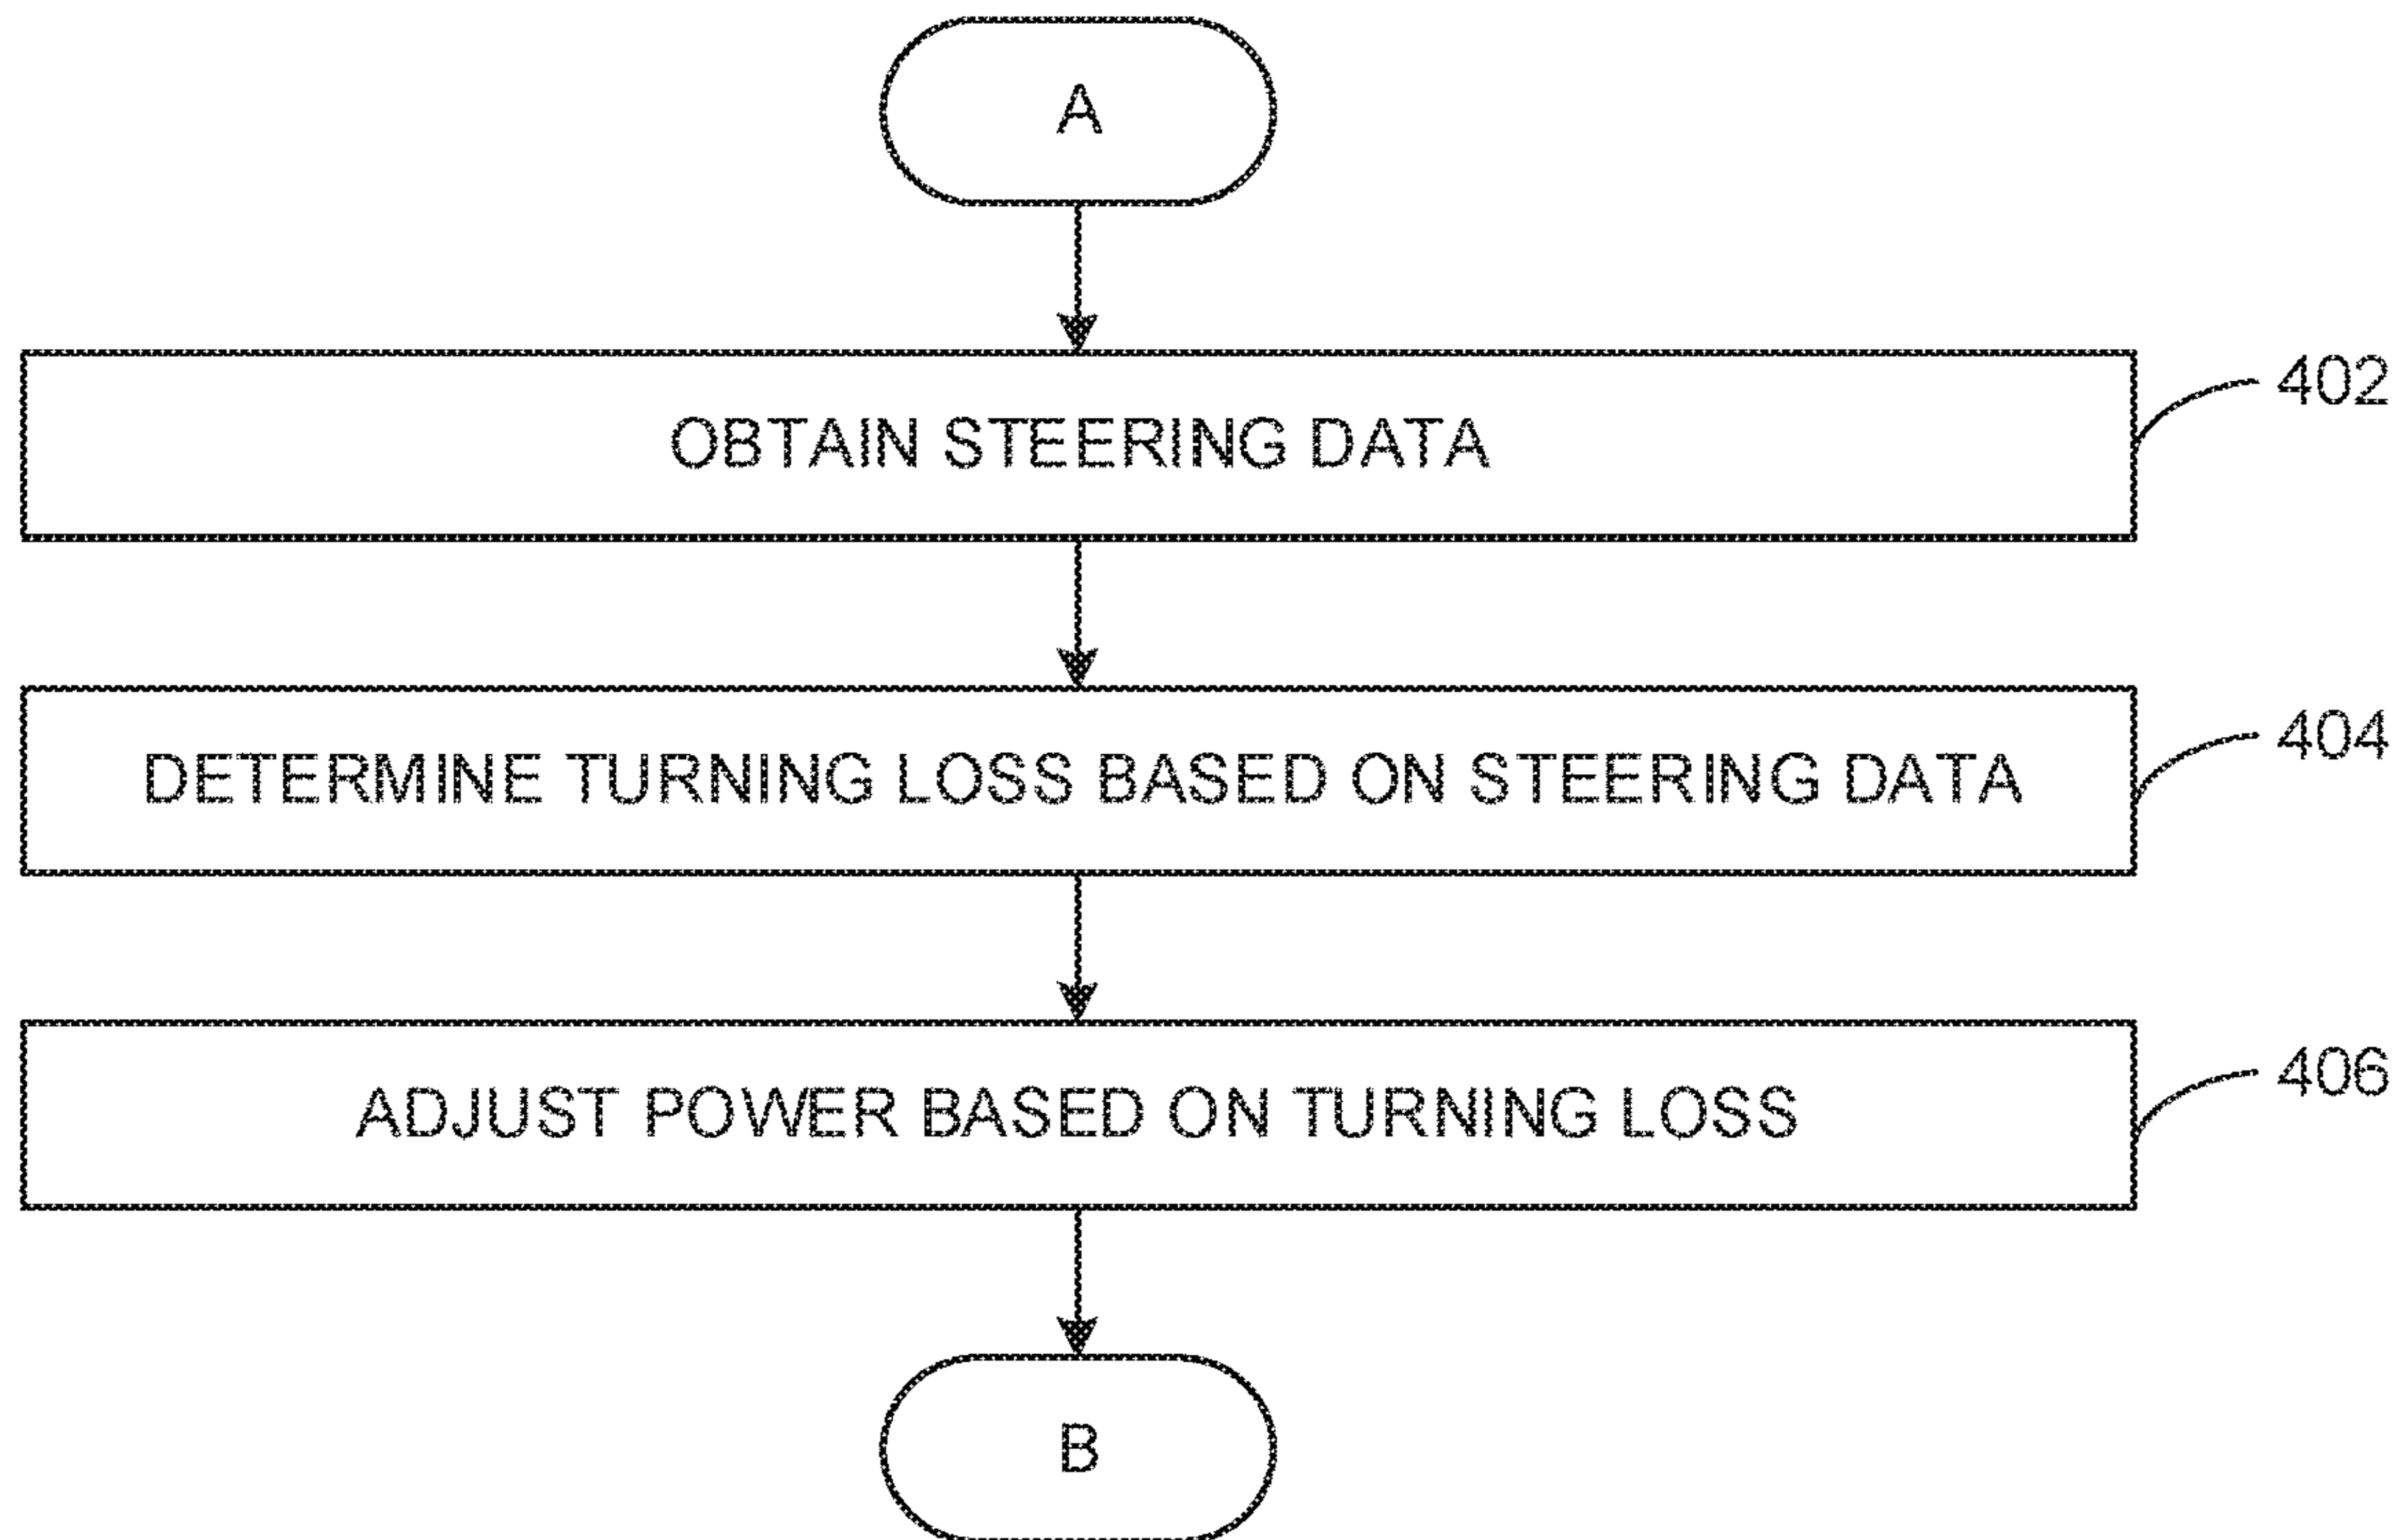 A
OBTAIN STEERING DATA
402
DETERMINE TURNING LOSS BASED ON STEERING DATA
404
ADJUST POWER BASED ON TURNING LOSS
406
B